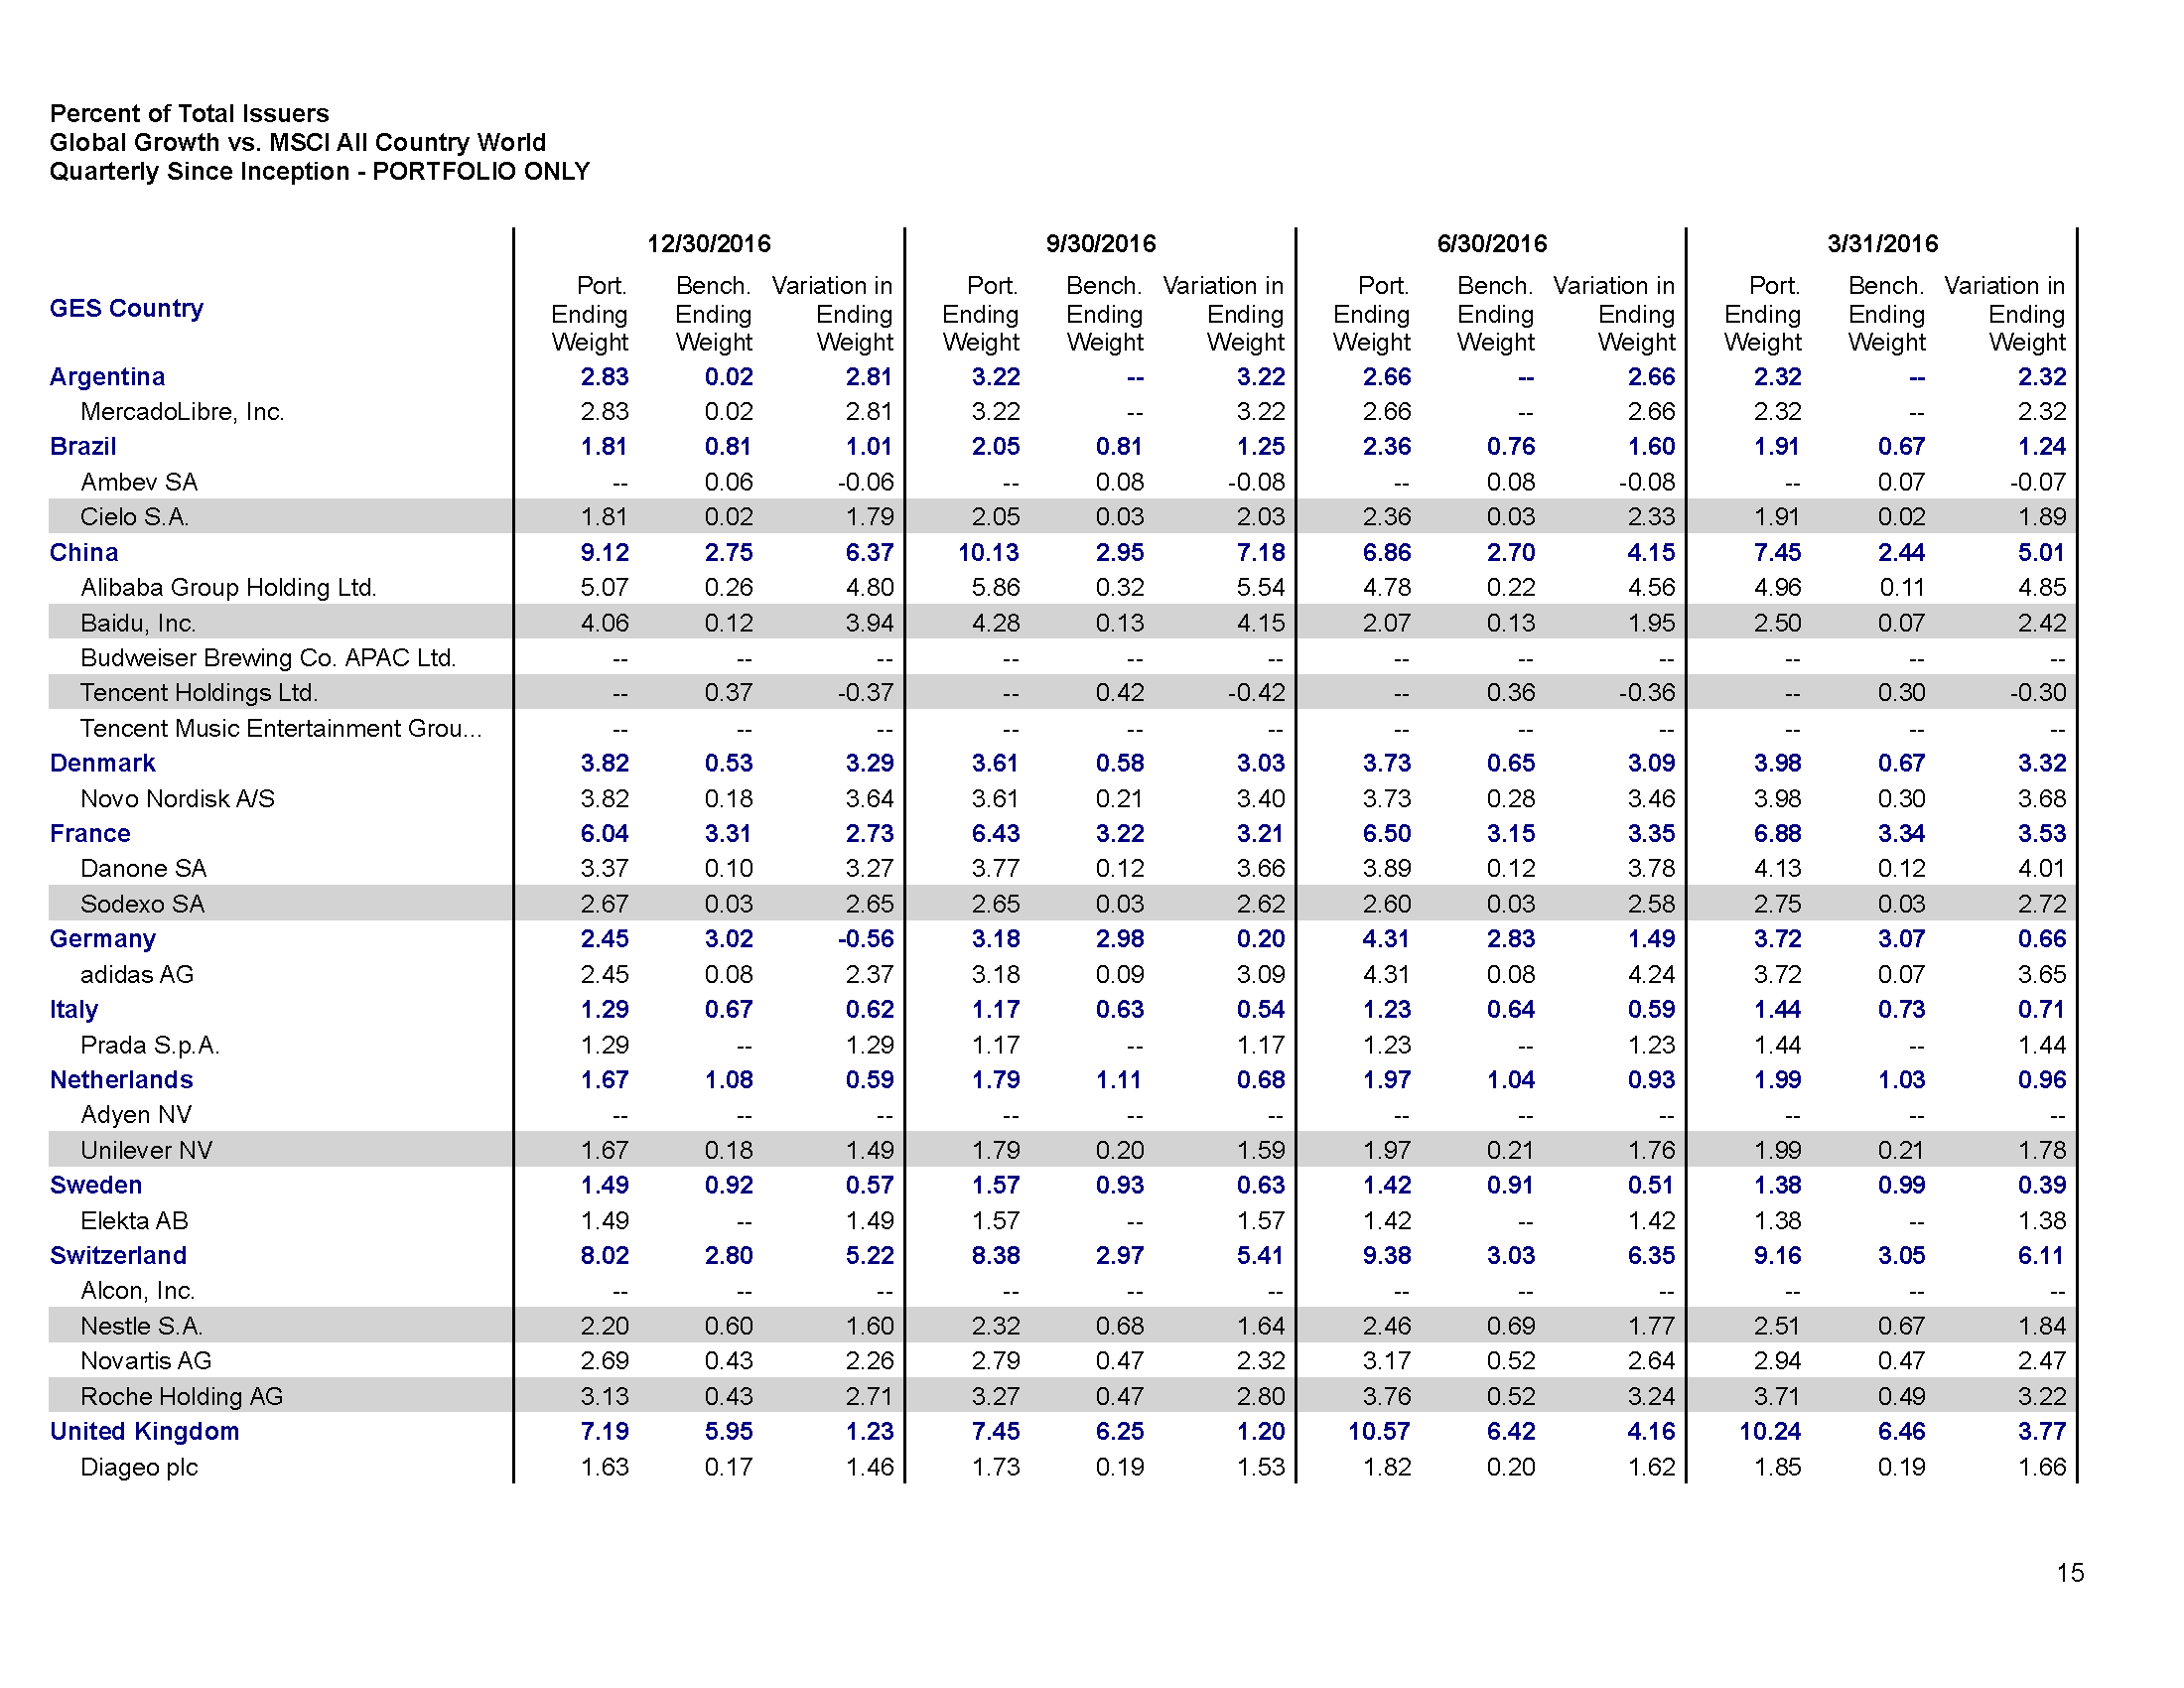 Percent of Total Issuers
Global Growth vs. MSCI All Country World
Quarterly Since Inception - PORTFOLIO ONLY
12/30/2016 9/30/2016 6/30/2016 3/31/2016
GES Country
Port. Bench. Variation in Port. Bench. Variation in Port. Bench. Variation in Port. Bench. Variation in
Ending Ending Ending Ending Ending Ending Ending Ending Ending Ending Ending Ending
Weight Weight Weight Weight Weight Weight Weight Weight Weight Weight Weight Weight
Argentina 2.83 0.02 2.81 3.22 -- 3.22 2.66 -- 2.66 2.32 -- 2.32
MercadoLibre, Inc. 2.83 0.02 2.81 3.22 -- 3.22 2.66 -- 2.66 2.32 -- 2.32
Brazil 1.81 0.81 1.01 2.05 0.81 1.25 2.36 0.76 1.60 1.91 0.67 1.24
Ambev SA -- 0.06 -0.06 -- 0.08 -0.08 -- 0.08 -0.08 -- 0.07 -0.07
Cielo S.A. 1.81 0.02 1.79 2.05 0.03 2.03 2.36 0.03 2.33 1.91 0.02 1.89
China 9.12 2.75 6.37 10.13 2.95 7.18 6.86 2.70 4.15 7.45 2.44 5.01
Alibaba Group Holding Ltd. 5.07 0.26 4.80 5.86 0.32 5.54 4.78 0.22 4.56 4.96 0.11 4.85
Baidu, Inc. 4.06 0.12 3.94 4.28 0.13 4.15 2.07 0.13 1.95 2.50 0.07 2.42
Budweiser Brewing Co. APAC Ltd. -- -- -- -- -- -- -- -- -- -- -- --
Tencent Holdings Ltd. -- 0.37 -0.37 -- 0.42 -0.42 -- 0.36 -0.36 -- 0.30 -0.30
Tencent Music Entertainment Grou... -- -- -- -- -- -- -- -- -- -- -- --
Denmark 3.82 0.53 3.29 3.61 0.58 3.03 3.73 0.65 3.09 3.98 0.67 3.32
Novo Nordisk A/S 3.82 0.18 3.64 3.61 0.21 3.40 3.73 0.28 3.46 3.98 0.30 3.68
France 6.04 3.31 2.73 6.43 3.22 3.21 6.50 3.15 3.35 6.88 3.34 3.53
Danone SA 3.37 0.10 3.27 3.77 0.12 3.66 3.89 0.12 3.78 4.13 0.12 4.01
Sodexo SA 2.67 0.03 2.65 2.65 0.03 2.62 2.60 0.03 2.58 2.75 0.03 2.72
Germany 2.45 3.02 -0.56 3.18 2.98 0.20 4.31 2.83 1.49 3.72 3.07 0.66
adidas AG 2.45 0.08 2.37 3.18 0.09 3.09 4.31 0.08 4.24 3.72 0.07 3.65
Italy 1.29 0.67 0.62 1.17 0.63 0.54 1.23 0.64 0.59 1.44 0.73 0.71
Prada S.p.A. 1.29 -- 1.29 1.17 -- 1.17 1.23 -- 1.23 1.44 -- 1.44
Netherlands 1.67 1.08 0.59 1.79 1.11 0.68 1.97 1.04 0.93 1.99 1.03 0.96
Adyen NV -- -- -- -- -- -- -- -- -- -- -- --
Unilever NV 1.67 0.18 1.49 1.79 0.20 1.59 1.97 0.21 1.76 1.99 0.21 1.78
Sweden 1.49 0.92 0.57 1.57 0.93 0.63 1.42 0.91 0.51 1.38 0.99 0.39
Elekta AB 1.49 -- 1.49 1.57 -- 1.57 1.42 -- 1.42 1.38 -- 1.38
Switzerland 8.02 2.80 5.22 8.38 2.97 5.41 9.38 3.03 6.35 9.16 3.05 6.11
Alcon, Inc. -- -- -- -- -- -- -- -- -- -- -- --
Nestle S.A. 2.20 0.60 1.60 2.32 0.68 1.64 2.46 0.69 1.77 2.51 0.67 1.84
Novartis AG 2.69 0.43 2.26 2.79 0.47 2.32 3.17 0.52 2.64 2.94 0.47 2.47
Roche Holding AG 3.13 0.43 2.71 3.27 0.47 2.80 3.76 0.52 3.24 3.71 0.49 3.22
United Kingdom 7.19 5.95 1.23 7.45 6.25 1.20 10.57 6.42 4.16 10.24 6.46 3.77
Diageo plc 1.63 0.17 1.46 1.73 0.19 1.53 1.82 0.20 1.62 1.85 0.19 1.66
15